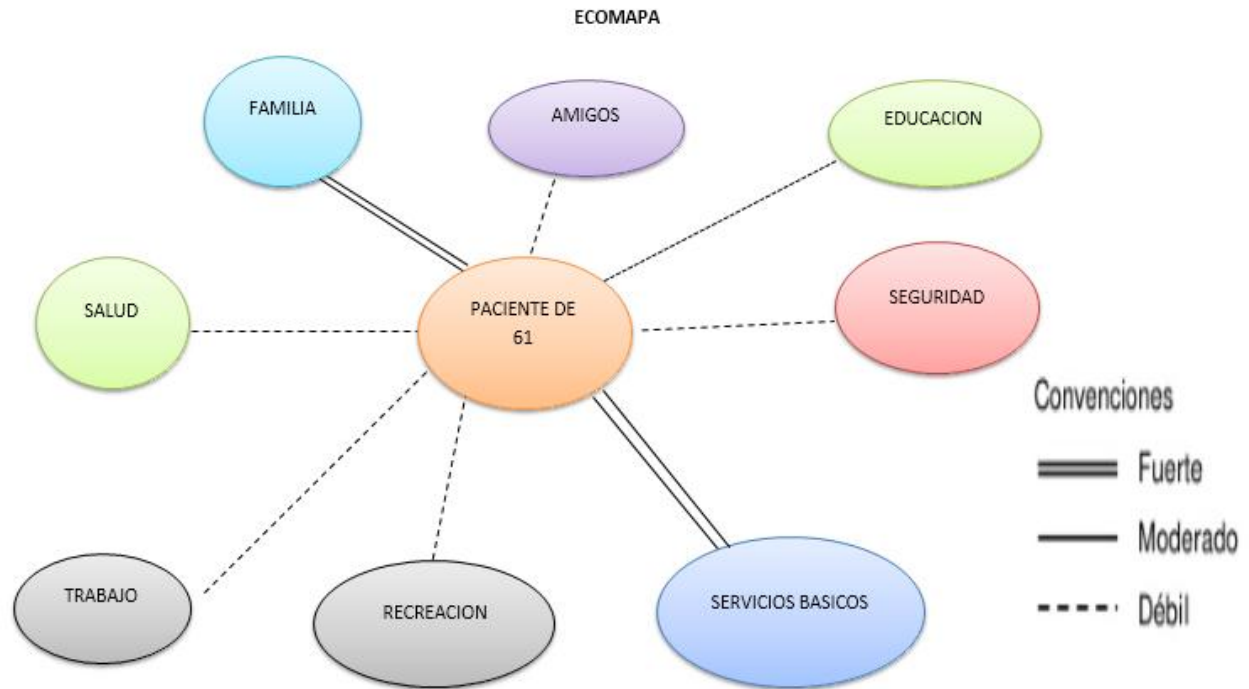 ECOMAPA
FAMILIA
AMIGOS
EDUCACION
SALUD
PACIENTE DE
61
SEGURIDAD
TRABAJO
RECREACION
SERVICIOS BASICOS
Convenciones
Fuerte
Moderado
Débil